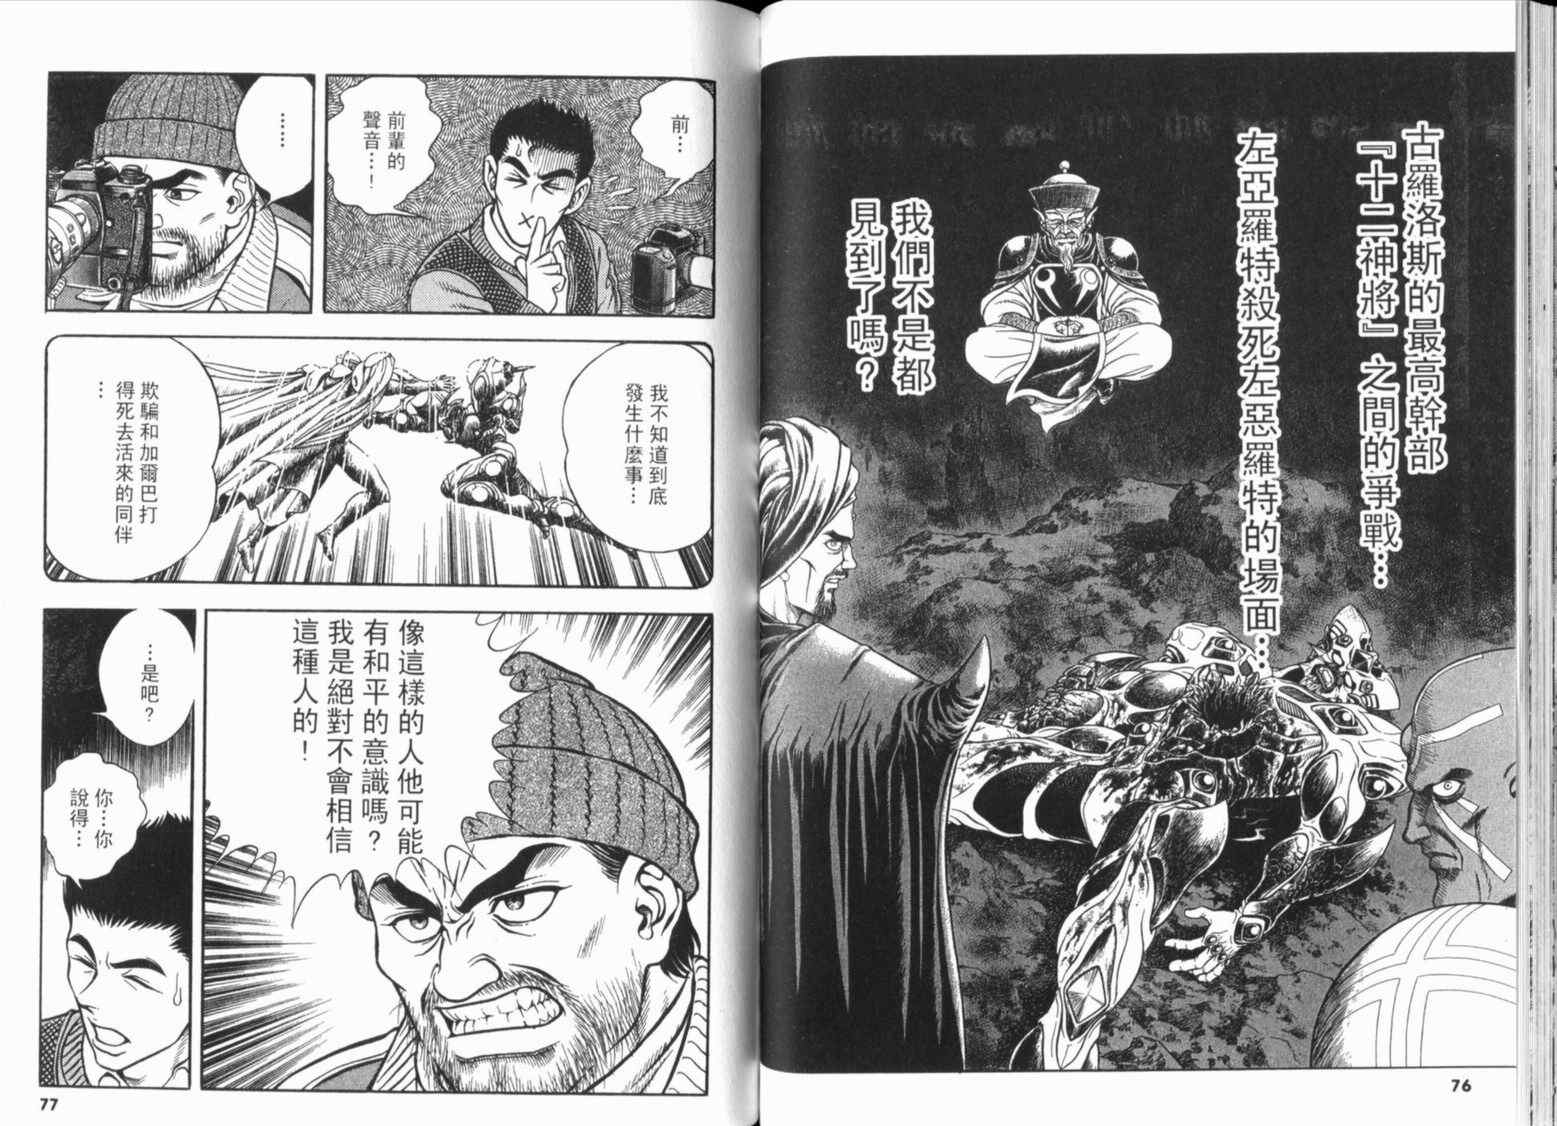 古羅洛斯的最高幹部
『十二神將』之間的爭戰…
左亞羅特殺死左惡羅特的場面…
我們不是都
見到了嗎？
76
前…
前輩的
聲音…！
……
我不知道到底
發生什麼事…
欺騙和加爾巴打
得死去活來的同伴
…
像這樣的人他可能
有和平的意識嗎？
我是絕對不會相信
這種人的！
…是吧？
你…你
說得…
77